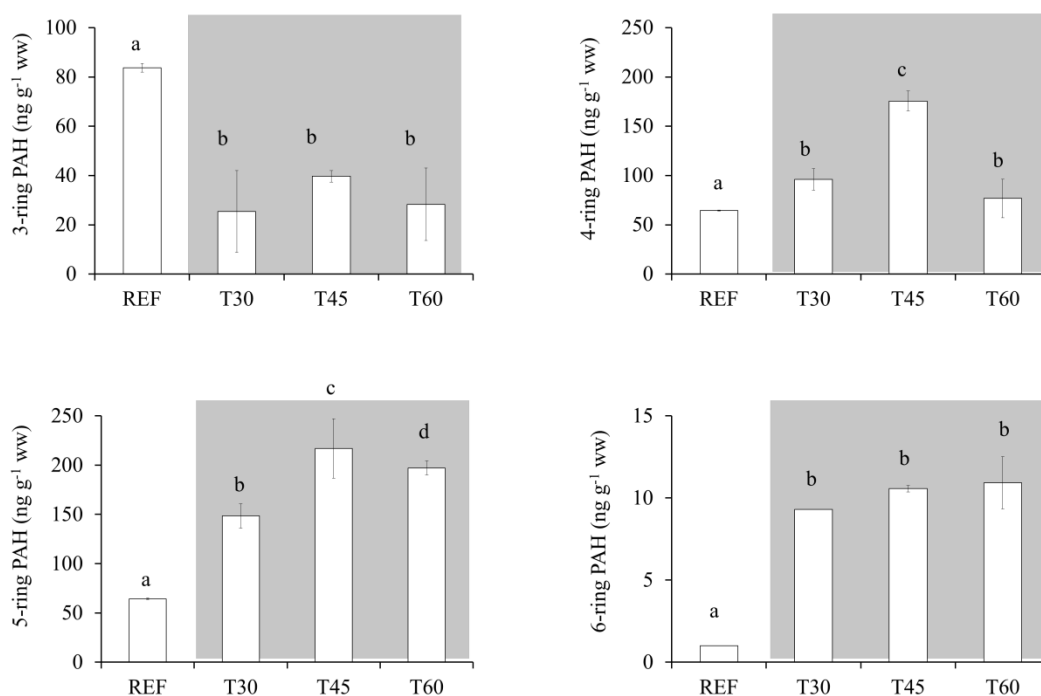 3-ring PAH (ng g⁻¹ ww)
100
80
60
40
20
0
a
b
b
b
REF T30 T45 T60
4-ring PAH (ng g⁻¹ ww)
250
200
150
100
50
0
a
b
c
b
REF T30 T45 T60
5-ring PAH (ng g⁻¹ ww)
250
200
150
100
50
0
a
b
c
d
REF T30 T45 T60
6-ring PAH (ng g⁻¹ ww)
15
10
5
0
a
b
b
b
REF T30 T45 T60